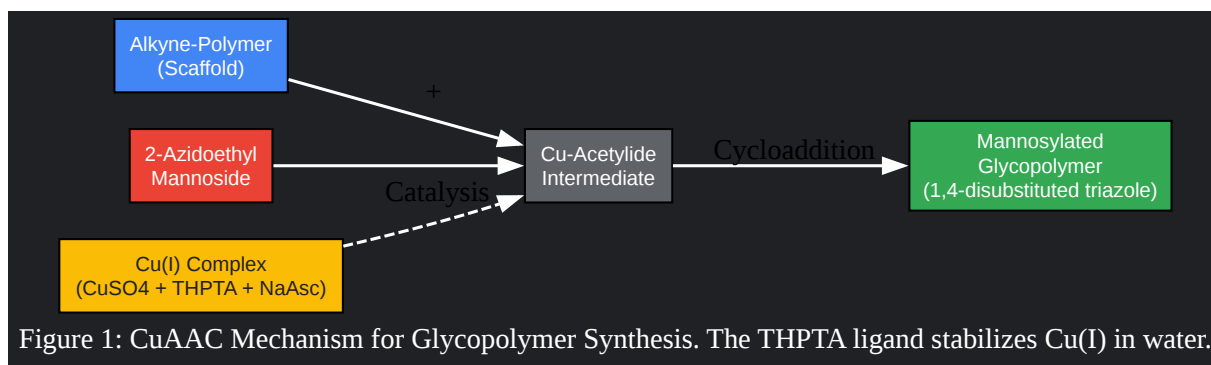 Alkyne-Polymer
(Scaffold)
+
2-Azidoethyl
Mannoside
Catalysis
Cu(I) Complex
(CuSO4 + THPTA + NaAsc)
Cu-Acetylide
Intermediate
Cycloaddition
Mannosylated
Glycopolymer
(1,4-disubstituted triazole)
Figure 1: CuAAC Mechanism for Glycopolymer Synthesis. The THPTA ligand stabilizes Cu(I) in water.